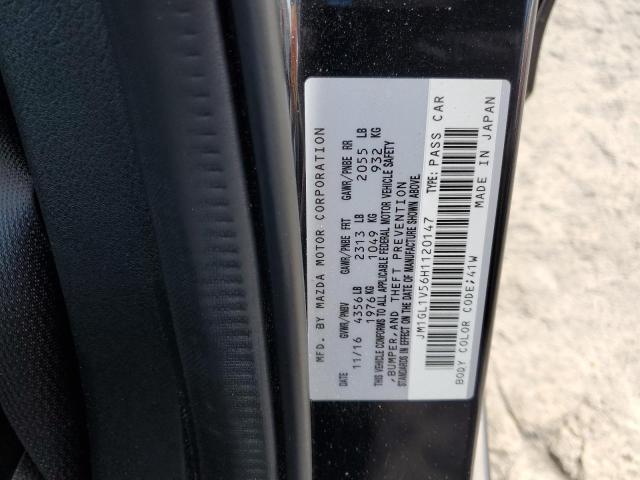 MFD. BY MAZDA MOTOR CORPORATION
DATE GVWR/PNBV GAWR/PNBE FRT GAWR/PNBE RR
11/16 4356 LB 2313 LB 2055 LB
1976 KG 1049 KG 932 KG
THIS VEHICLE CONFORMS TO ALL APPLICABLE FEDERAL MOTOR VEHICLE SAFETY
,BUMPER,AND THEFT PREVENTION
STANDARDS IN EFFECT ON THE DATE OF MANUFACTURE SHOWN ABOVE.
JM1GL1V56H1120147 TYPE: PASS CAR
BODY COLOR CODE;41W MADE IN JAPAN